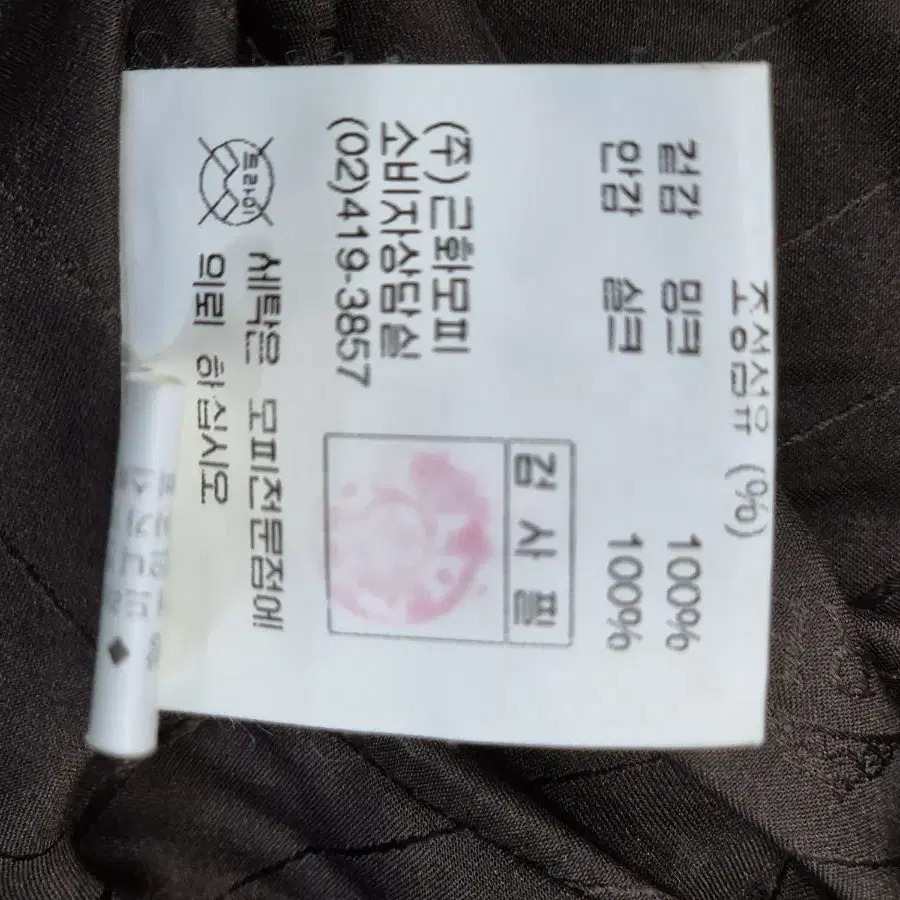 조성섬유 (%)
겉감 밍크 100%
안감 실크 100%
검사필
(주)근화모피
소비자상담실
(02)419-3857
드라이
세탁은 모피전문점에
의뢰 하십시오